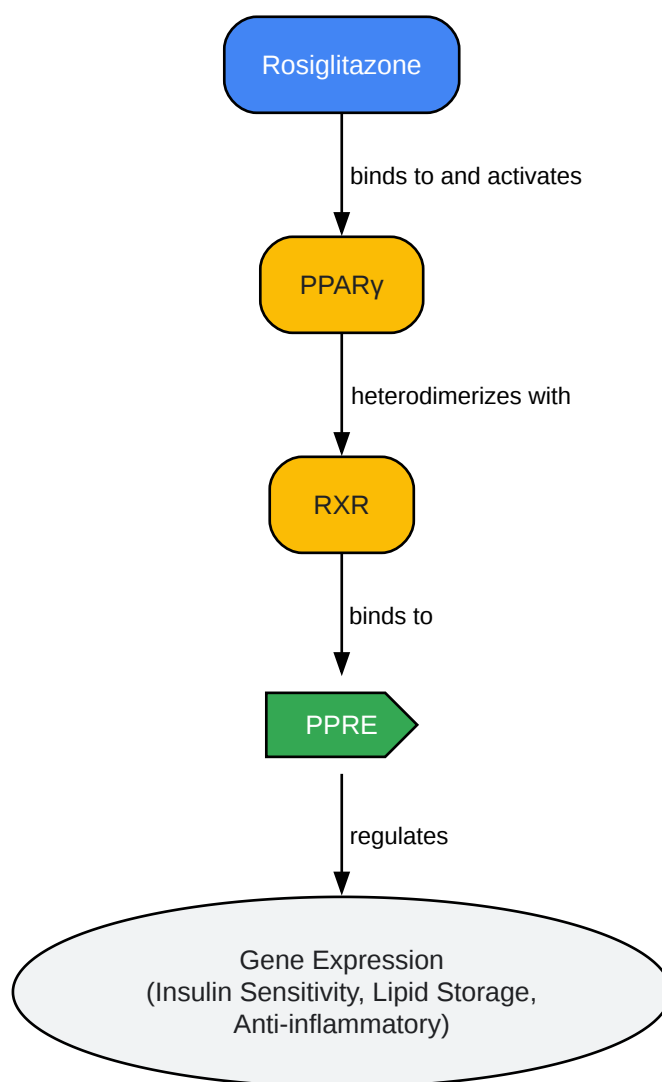 Rosiglitazone
binds to and activates
PPARγ
heterodimerizes with
RXR
binds to
PPRE
regulates
Gene Expression
(Insulin Sensitivity, Lipid Storage,
Anti-inflammatory)